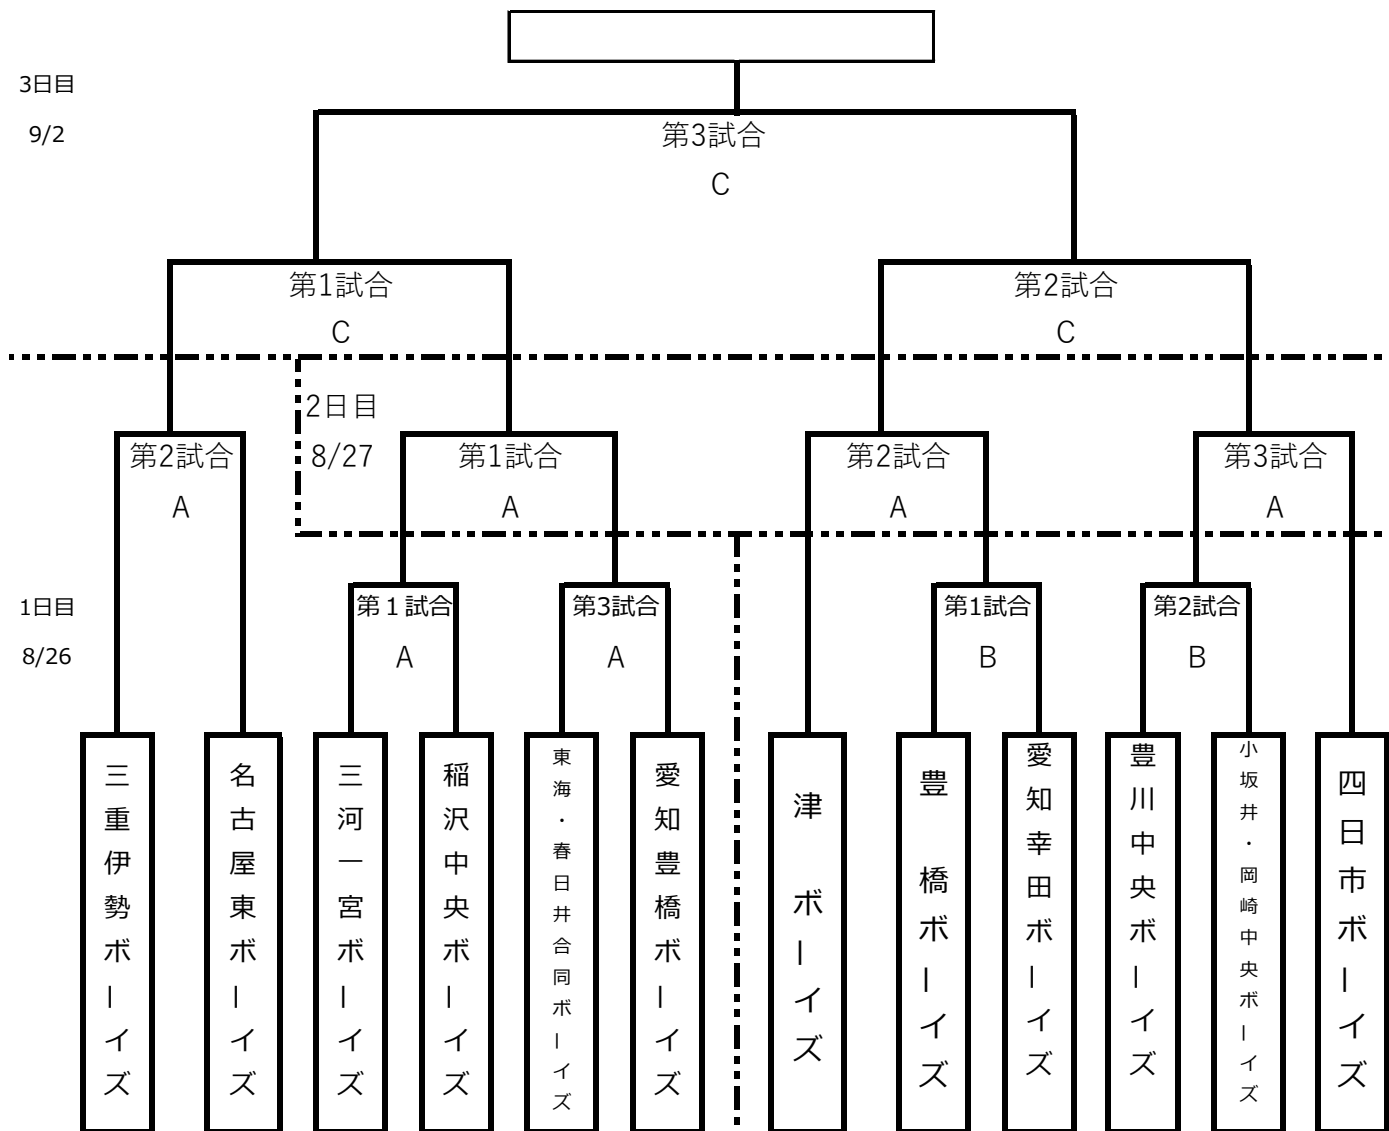 3日目
9/2
第3試合
C
第1試合
C
第2試合
C
2日目
8/27
第2試合
A
第1試合
A
第2試合
A
第3試合
A
1日目
8/26
第１試合
A
第3試合
A
第1試合
B
第2試合
B
三重伊勢ボーイズ
名古屋東ボーイズ
三河一宮ボーイズ
稲沢中央ボーイズ
東海・春日井合同ボーイズ
愛知豊橋ボーイズ
津 ボーイズ
豊 橋ボーイズ
愛知幸田ボーイズ
豊川中央ボーイズ
小坂井・岡崎中央ボーイズ
四日市ボーイズ